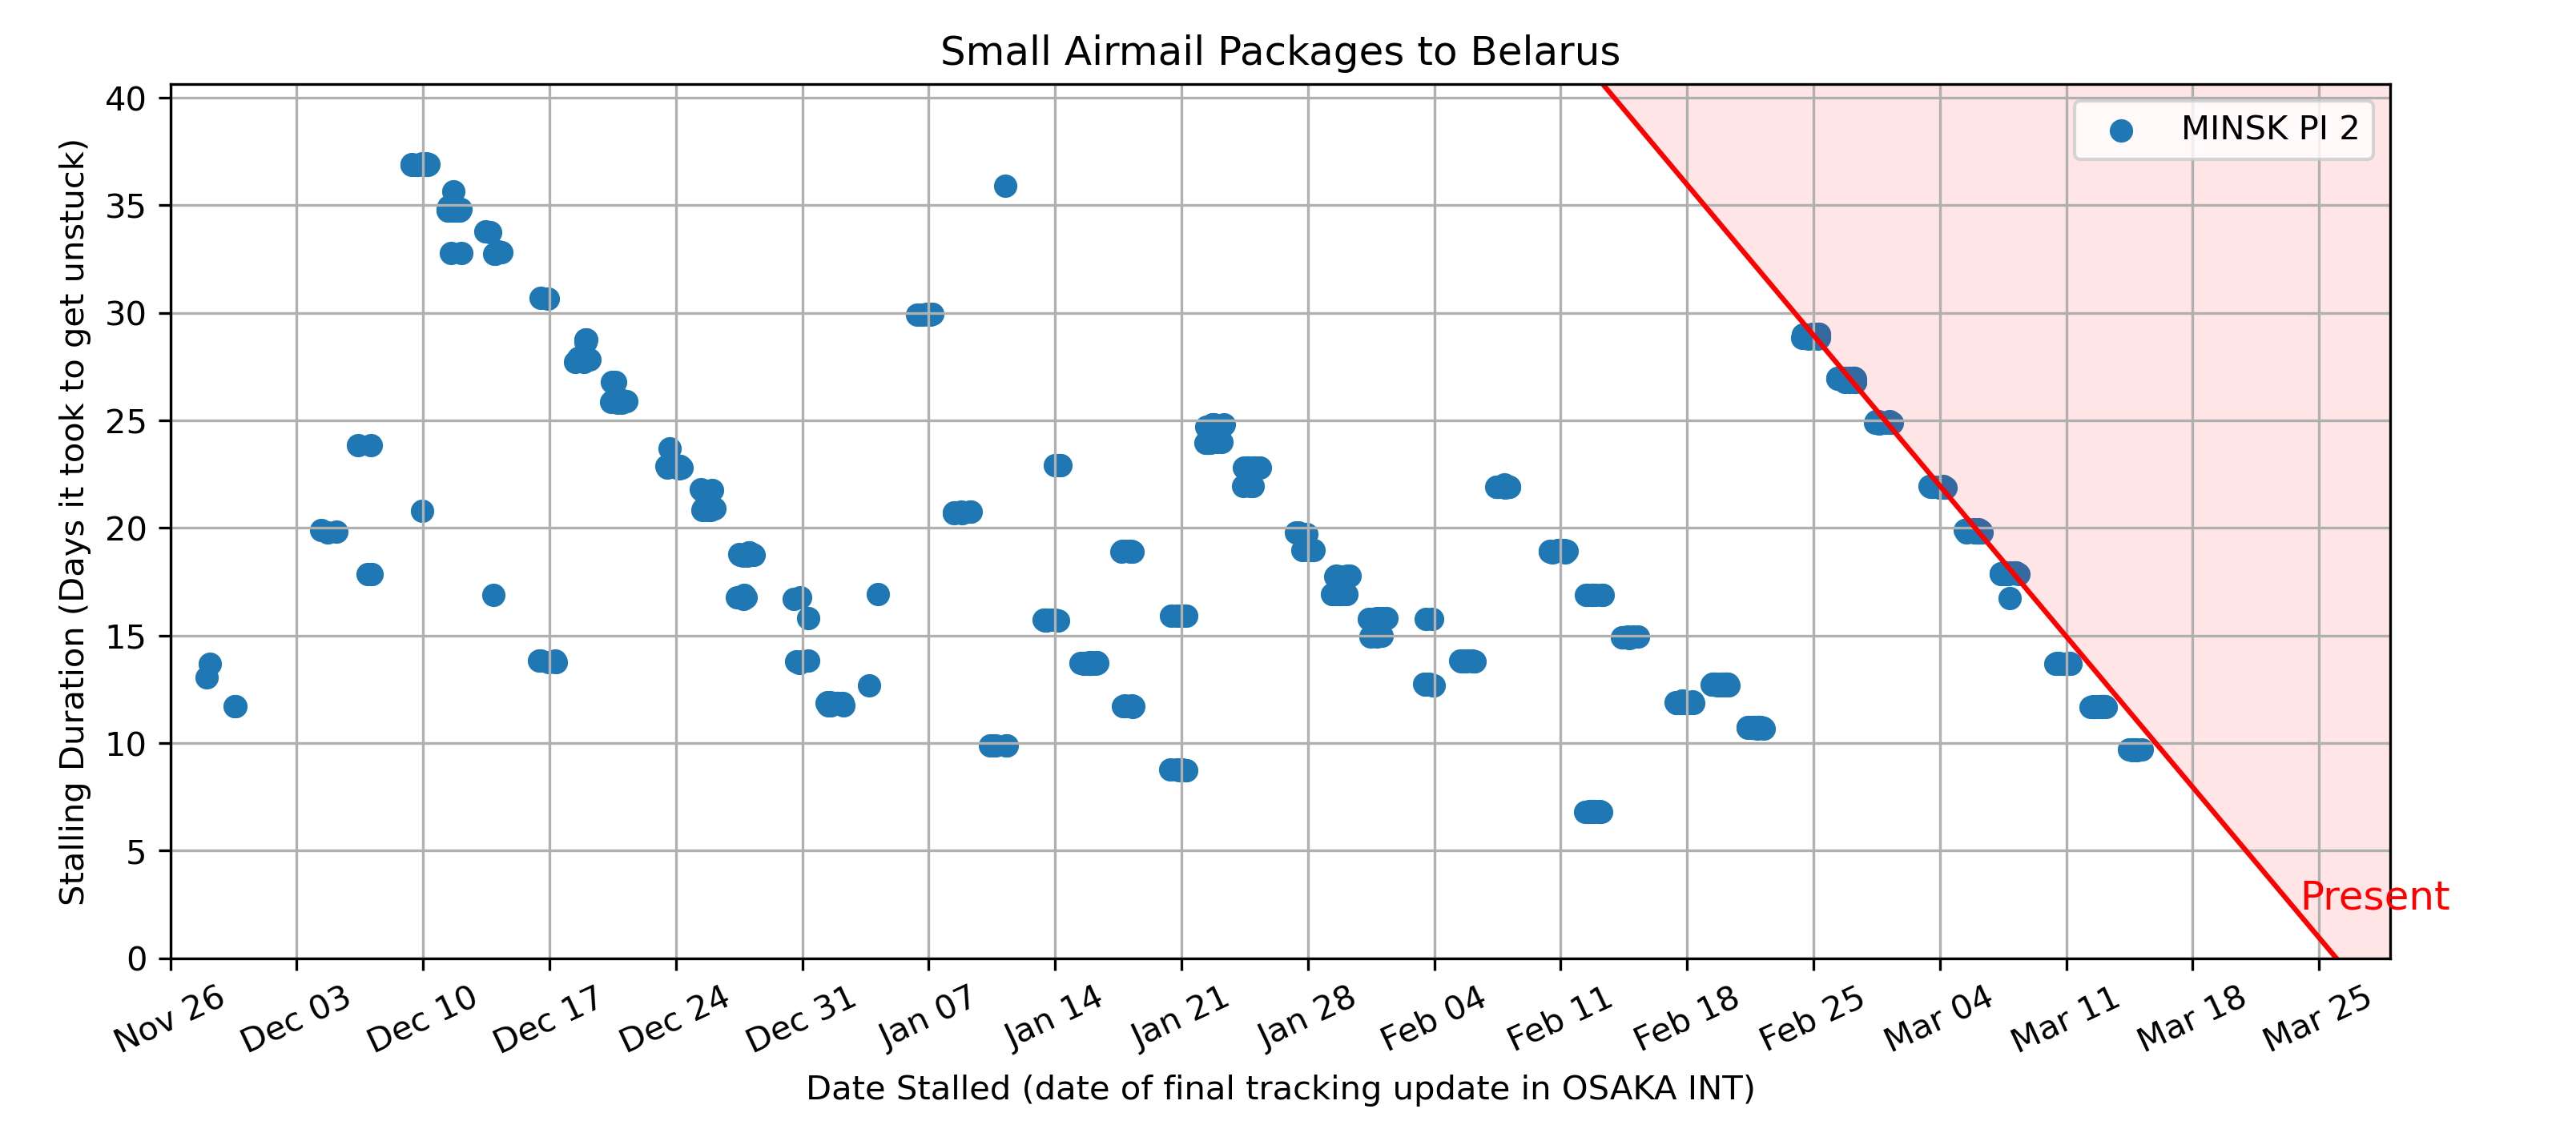 Small Airmail Packages to Belarus
MINSK PI 2
Stalling Duration (Days it took to get unstuck)
40
35
30
25
20
15
10
5
0
Present
Nov 26
Dec 03
Dec 10
Dec 17
Dec 24
Dec 31
Jan 07
Jan 14
Jan 21
Jan 28
Feb 04
Feb 11
Feb 18
Feb 25
Mar 04
Mar 11
Mar 18
Mar 25
Date Stalled (date of final tracking update in OSAKA INT)